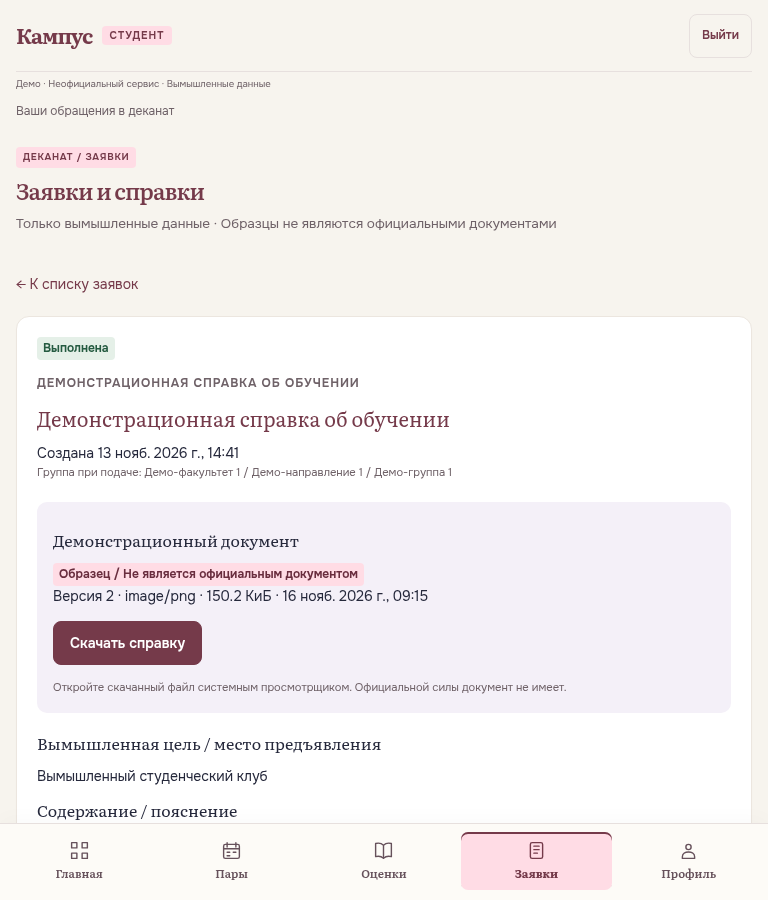 Кампус СТУДЕНТ
Выйти
Демо · Неофициальный сервис · Вымышленные данные
Ваши обращения в деканат
ДЕКАНАТ / ЗАЯВКИ
Заявки и справки
Только вымышленные данные · Образцы не являются официальными документами
← К списку заявок
Выполнена
ДЕМОНСТРАЦИОННАЯ СПРАВКА ОБ ОБУЧЕНИИ
Демонстрационная справка об обучении
Создана 13 нояб. 2026 г., 14:41
Группа при подаче: Демо-факультет 1 / Демо-направление 1 / Демо-группа 1
Демонстрационный документ
Образец / Не является официальным документом
Версия 2 · image/png · 150.2 КиБ · 16 нояб. 2026 г., 09:15
Скачать справку
Откройте скачанный файл системным просмотрщиком. Официальной силы документ не имеет.
Вымышленная цель / место предъявления
Вымышленный студенческий клуб
Содержание / пояснение
Главная
Пары
Оценки
Заявки
Профиль